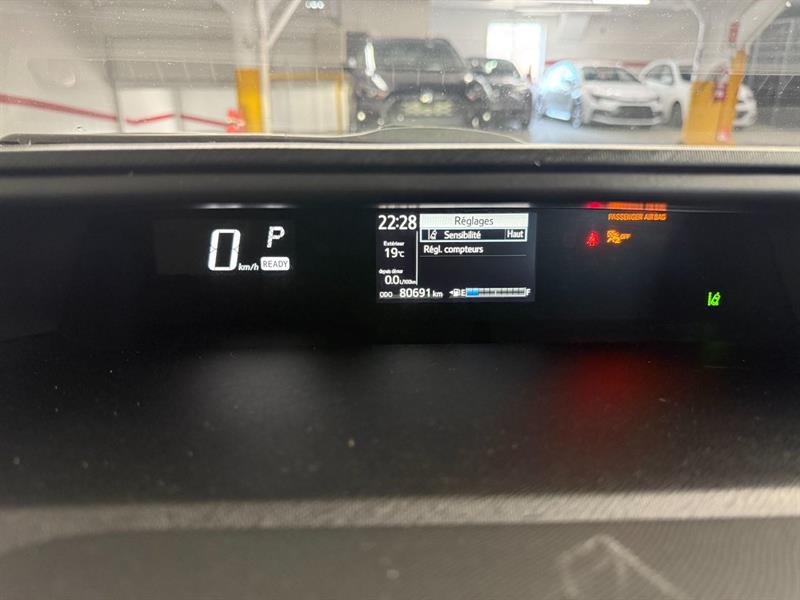 0 km/h
P
READY
22:28
Extérieur
19°C
depuis démar
0.0 L/100km
ODO 80691 km
E F
Réglages
Sensibilité Haut
Régl. compteurs
PASSENGER AIR BAG
OFF